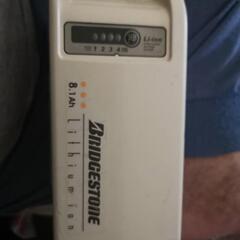 Li-ion
1 2 3 4
BRIDGESTONE
Lithium ion
8.1Ah